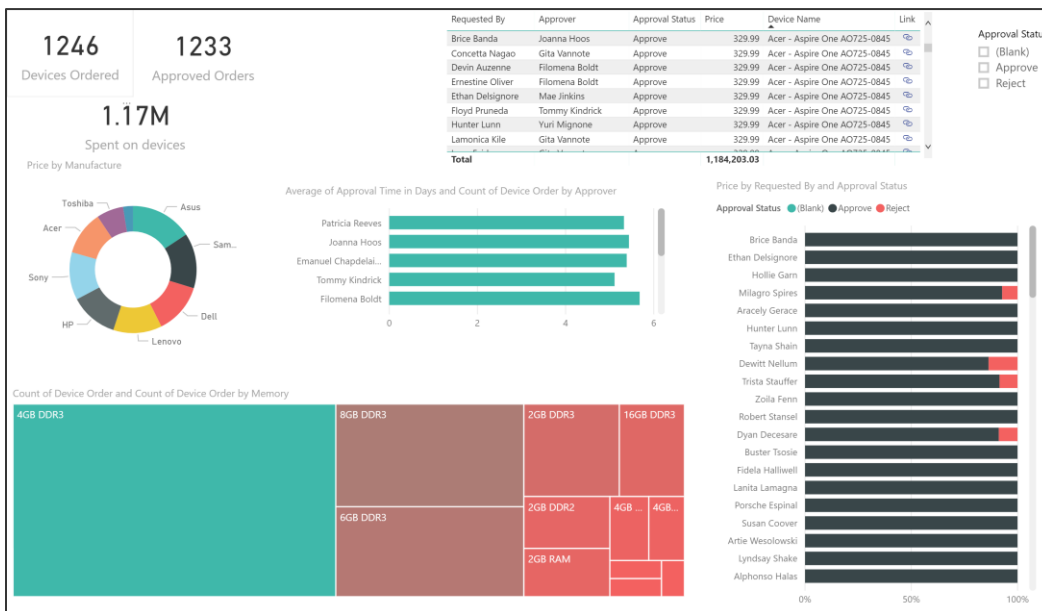 1246
Devices Ordered
1233
Approved Orders
1.17M
Spent on devices
Requested By Approver Approval Status Price Device Name Link
Brice Banda Joanna Hoos Approve 329.99 Acer - Aspire One AO725-0845
Concetta Nagao Gita Vannote Approve 329.99 Acer - Aspire One AO725-0845
Devin Auzenne Filomena Boldt Approve 329.99 Acer - Aspire One AO725-0845
Ernestine Oliver Filomena Boldt Approve 329.99 Acer - Aspire One AO725-0845
Ethan Delsignore Mae Jinkins Approve 329.99 Acer - Aspire One AO725-0845
Floyd Pruneda Tommy Kindrick Approve 329.99 Acer - Aspire One AO725-0845
Hunter Lunn Yuri Mignone Approve 329.99 Acer - Aspire One AO725-0845
Lamonica Kile Gita Vannote Approve 329.99 Acer - Aspire One AO725-0845
Total 1,184,203.03
Approval Statu
(Blank)
Approve
Reject
Price by Manufacture
Toshiba
Asus
Acer
Sam...
Sony
Dell
HP
Lenovo
Average of Approval Time in Days and Count of Device Order by Approver
Patricia Reeves
Joanna Hoos
Emanuel Chapdelai...
Tommy Kindrick
Filomena Boldt
0 2 4 6
Price by Requested By and Approval Status
Approval Status (Blank) Approve Reject
Brice Banda
Ethan Delsignore
Hollie Garn
Milagro Spires
Aracely Gerace
Hunter Lunn
Tayna Shain
Dewitt Nellum
Trista Stauffer
Zoila Fenn
Robert Stansel
Dyan Decesare
Buster Tsosie
Fidela Halliwell
Lanita Lamagna
Porsche Espinal
Susan Coover
Artie Wesolowski
Lyndsay Shake
Alphonso Halas
0% 50% 100%
Count of Device Order and Count of Device Order by Memory
4GB DDR3
8GB DDR3
6GB DDR3
2GB DDR3
16GB DDR3
2GB DDR2
4GB ...
4GB...
2GB RAM